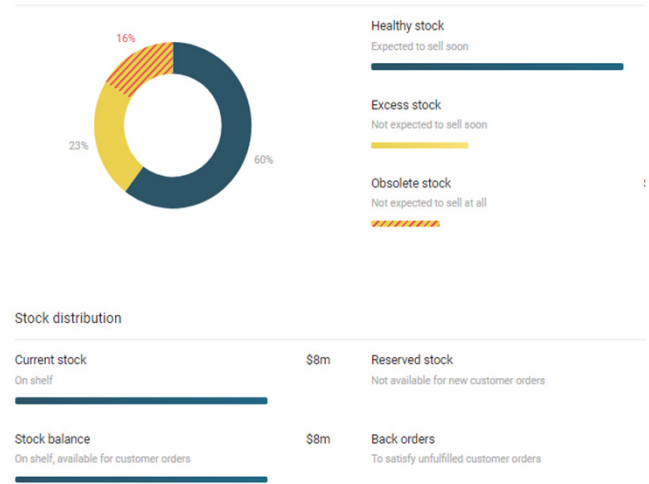 16%
23%
60%
Healthy stock
Expected to sell soon
Excess stock
Not expected to sell soon
Obsolete stock
Not expected to sell at all
Stock distribution
Current stock
$8m
On shelf
Reserved stock
Not available for new customer orders
Stock balance
$8m
On shelf, available for customer orders
Back orders
To satisfy unfulfilled customer orders